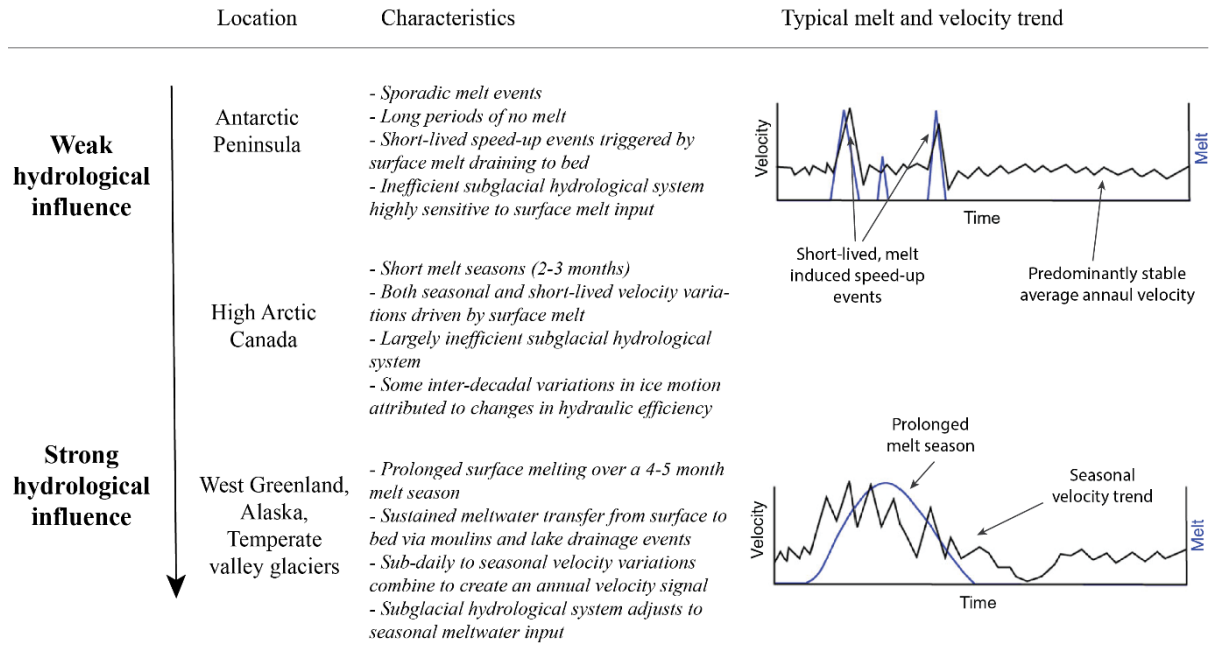 Location
Characteristics
Typical melt and velocity trend
Weak
hydrological
influence
Antarctic
Peninsula
- Sporadic melt events
- Long periods of no melt
- Short-lived speed-up events triggered by
surface melt draining to bed
- Inefficient subglacial hydrological system
highly sensitive to surface melt input
Velocity
Melt
Time
Short-lived, melt
induced speed-up
events
Predominantly stable
average annaul velocity
High Arctic
Canada
- Short melt seasons (2-3 months)
- Both seasonal and short-lived velocity varia-
tions driven by surface melt
- Largely inefficient subglacial hydrological
system
- Some inter-decadal variations in ice motion
attributed to changes in hydraulic efficiency
Strong
hydrological
influence
West Greenland,
Alaska,
Temperate
valley glaciers
- Prolonged surface melting over a 4-5 month
melt season
- Sustained meltwater transfer from surface to
bed via moulins and lake drainage events
- Sub-daily to seasonal velocity variations
combine to create an annual velocity signal
- Subglacial hydrological system adjusts to
seasonal meltwater input
Prolonged
melt season
Seasonal
velocity trend
Velocity
Melt
Time